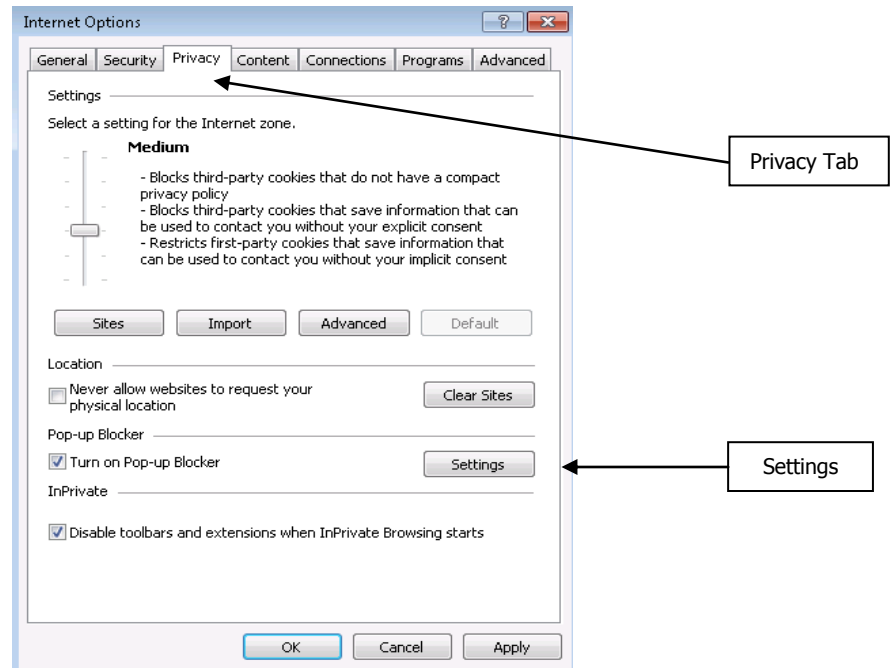 Internet Options
General Security Privacy Content Connections Programs Advanced
Settings
Select a setting for the Internet zone.
Medium
- Blocks third-party cookies that do not have a compact
privacy policy
- Blocks third-party cookies that save information that can
be used to contact you without your explicit consent
- Restricts first-party cookies that save information that
can be used to contact you without your implicit consent
Privacy Tab
Sites Import Advanced Default
Location
Never allow websites to request your
physical location
Clear Sites
Pop-up Blocker
Turn on Pop-up Blocker
Settings
Settings
InPrivate
Disable toolbars and extensions when InPrivate Browsing starts
OK Cancel Apply